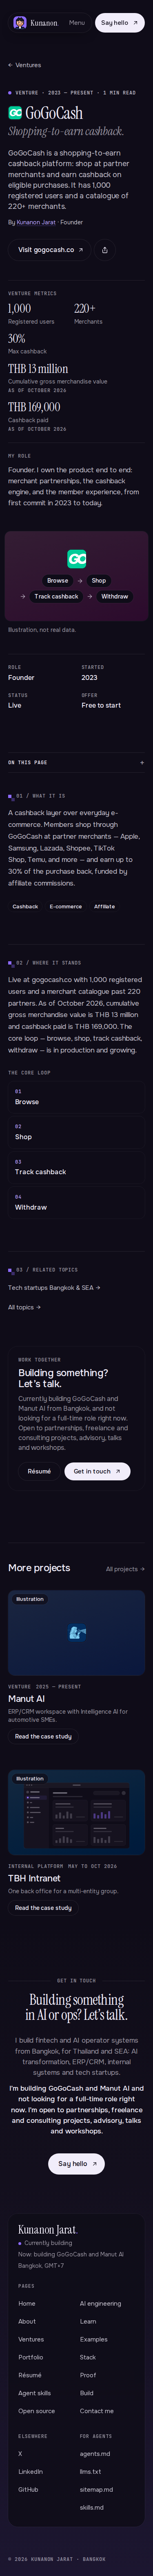 Kunanon.
Menu
Say hello ↗
← Ventures
VENTURE · 2023 — PRESENT · 1 MIN READ
GoGoCash
Shopping-to-earn cashback.
GoGoCash is a shopping-to-earn
cashback platform: shop at partner
merchants and earn cashback on
eligible purchases. It has 1,000
registered users and a catalogue of
220+ merchants.
By Kunanon Jarat · Founder
Visit gogocash.co ↗
VENTURE METRICS
1,000
Registered users
220+
Merchants
30%
Max cashback
THB 13 million
Cumulative gross merchandise value
AS OF OCTOBER 2026
THB 169,000
Cashback paid
AS OF OCTOBER 2026
MY ROLE
Founder. I own the product end to end:
merchant partnerships, the cashback
engine, and the member experience, from
first commit in 2023 to today.
GC
Browse → Shop
→ Track cashback → Withdraw
Illustration, not real data.
ROLE
Founder
STARTED
2023
STATUS
Live
OFFER
Free to start
ON THIS PAGE +
01 / WHAT IT IS
A cashback layer over everyday e-
commerce. Members shop through
GoGoCash at partner merchants — Apple,
Samsung, Lazada, Shopee, TikTok
Shop, Temu, and more — and earn up to
30% of the purchase back, funded by
affiliate commissions.
Cashback
E-commerce
Affiliate
02 / WHERE IT STANDS
Live at gogocash.co with 1,000 registered
users and a merchant catalogue past 220
partners. As of October 2026, cumulative
gross merchandise value is THB 13 million
and cashback paid is THB 169,000. The
core loop — browse, shop, track cashback,
withdraw — is in production and growing.
THE CORE LOOP
01
Browse
02
Shop
03
Track cashback
04
Withdraw
03 / RELATED TOPICS
Tech startups Bangkok & SEA →
All topics →
WORK TOGETHER
Building something?
Let's talk.
Currently building GoGoCash and
Manut AI from Bangkok, and not
looking for a full-time role right now.
Open to partnerships, freelance and
consulting projects, advisory, talks
and workshops.
Résumé
Get in touch ↗
More projects
All projects →
Illustration
VENTURE 2025 — PRESENT
Manut AI
ERP/CRM workspace with Intelligence AI for
automotive SMEs.
Read the case study
Illustration
INTERNAL PLATFORM MAY TO OCT 2026
TBH Intranet
One back office for a multi-entity group.
Read the case study
GET IN TOUCH
Building something
in AI or ops? Let's talk.
I build fintech and AI operator systems
from Bangkok, for Thailand and SEA: AI
transformation, ERP/CRM, internal
systems and tech startups.
I'm building GoGoCash and Manut AI and
not looking for a full-time role right
now. I'm open to partnerships, freelance
and consulting projects, advisory, talks
and workshops.
Say hello ↗
Kunanon Jarat.
Currently building
Now: building GoGoCash and Manut AI
Bangkok, GMT+7
PAGES
Home
AI engineering
About
Learn
Ventures
Examples
Portfolio
Stack
Résumé
Proof
Agent skills
Build
Open source
Contact me
ELSEWHERE
X
LinkedIn
GitHub
FOR AGENTS
agents.md
llms.txt
sitemap.md
skills.md
© 2026 KUNANON JARAT · BANGKOK